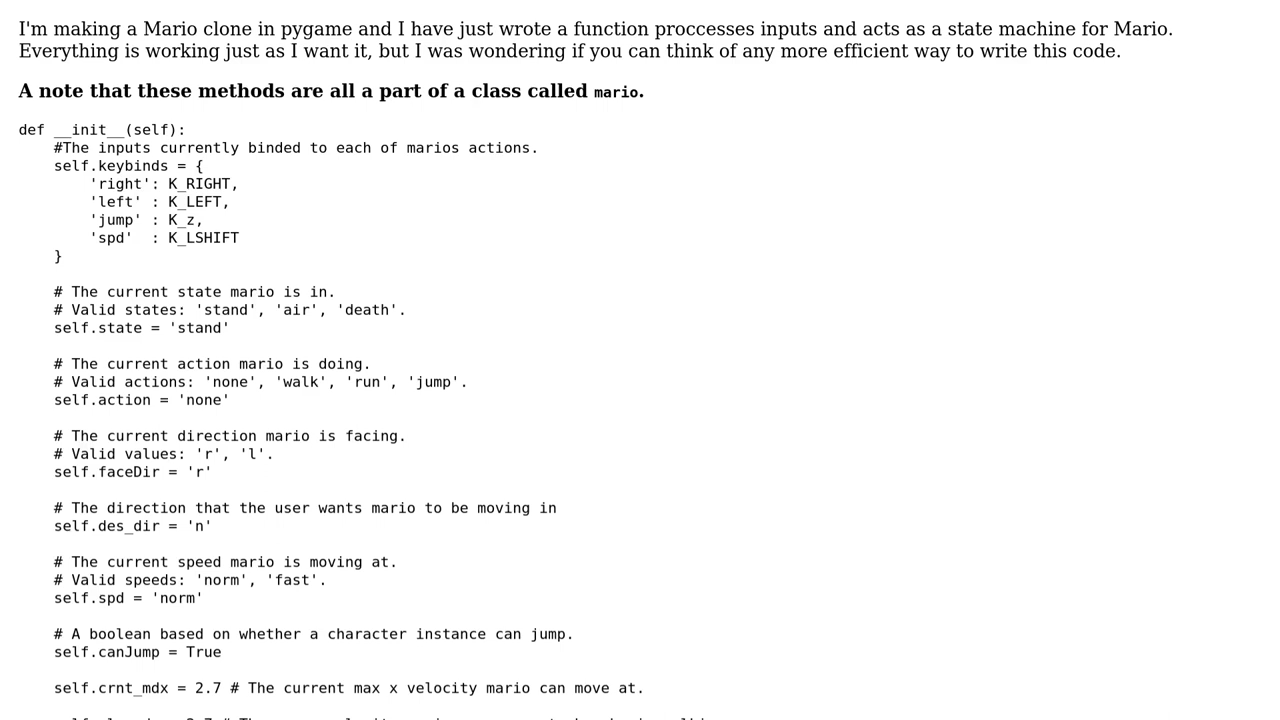 I'm making a Mario clone in pygame and I have just wrote a function proccesses inputs and acts as a state machine for Mario.
Everything is working just as I want it, but I was wondering if you can think of any more efficient way to write this code.
A note that these methods are all a part of a class called mario.
def __init__(self):
    #The inputs currently binded to each of marios actions.
    self.keybinds = {
        'right': K_RIGHT,
        'left' : K_LEFT,
        'jump' : K_z,
        'spd'  : K_LSHIFT
    }
    # The current state mario is in.
    # Valid states: 'stand', 'air', 'death'.
    self.state = 'stand'
    # The current action mario is doing.
    # Valid actions: 'none', 'walk', 'run', 'jump'.
    self.action = 'none'
    # The current direction mario is facing.
    # Valid values: 'r', 'l'.
    self.faceDir = 'r'
    # The direction that the user wants mario to be moving in
    self.des_dir = 'n'
    # The current speed mario is moving at.
    # Valid speeds: 'norm', 'fast'.
    self.spd = 'norm'
    # A boolean based on whether a character instance can jump.
    self.canJump = True
    self.crnt_mdx = 2.7 # The current max x velocity mario can move at.